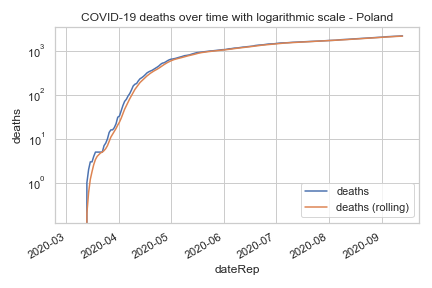 COVID-19 deaths over time with logarithmic scale - Poland
deaths
10³
10²
10¹
10⁰
deaths
deaths (rolling)
2020-03
2020-04
2020-05
2020-06
2020-07
2020-08
2020-09
dateRep